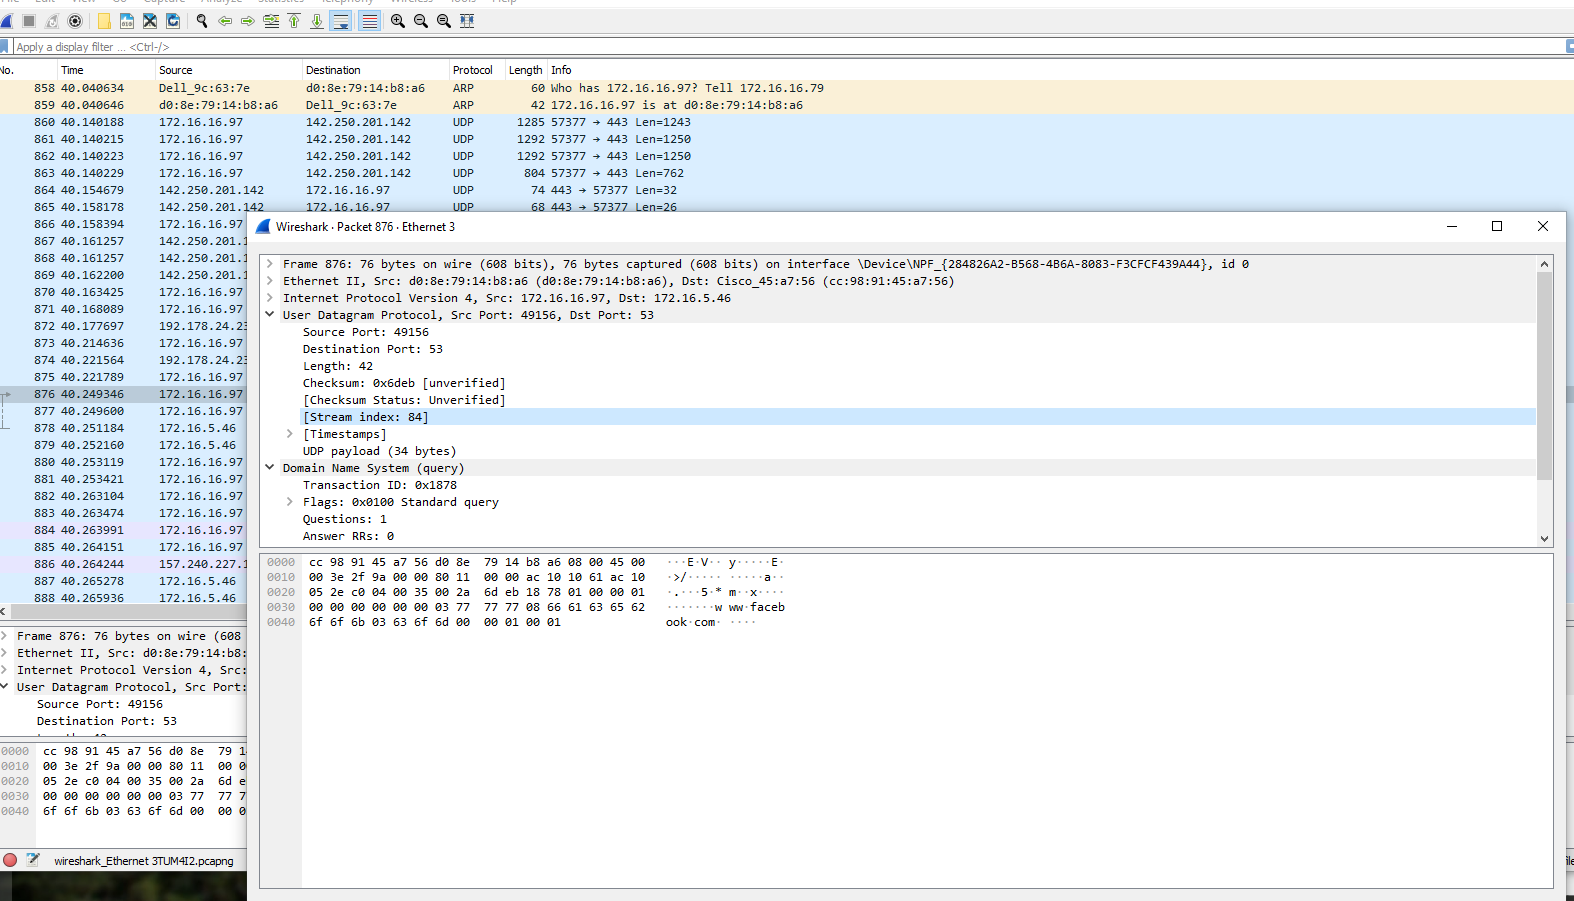 File Edit View Go Capture Analyze Statistics Telephony Wireless Tools Help
Apply a display filter ... <Ctrl-/>
No. Time Source Destination Protocol Length Info
858 40.040634 Dell_9c:63:7e d0:8e:79:14:b8:a6 ARP 60 Who has 172.16.16.97? Tell 172.16.16.79
859 40.040646 d0:8e:79:14:b8:a6 Dell_9c:63:7e ARP 42 172.16.16.97 is at d0:8e:79:14:b8:a6
860 40.140188 172.16.16.97 142.250.201.142 UDP 1285 57377 → 443 Len=1243
861 40.140215 172.16.16.97 142.250.201.142 UDP 1292 57377 → 443 Len=1250
862 40.140223 172.16.16.97 142.250.201.142 UDP 1292 57377 → 443 Len=1250
863 40.140229 172.16.16.97 142.250.201.142 UDP 804 57377 → 443 Len=762
864 40.154679 142.250.201.142 172.16.16.97 UDP 74 443 → 57377 Len=32
865 40.158178 142.250.201.142 172.16.16.97 UDP 68 443 → 57377 Len=26
866 40.158394 172.16.16.97
867 40.161257 142.250.201.1
868 40.161257 142.250.201.1
869 40.162200 142.250.201.1
870 40.163425 172.16.16.97
871 40.168089 172.16.16.97
872 40.177697 192.178.24.23
873 40.214636 172.16.16.97
874 40.221564 192.178.24.23
875 40.221789 172.16.16.97
876 40.249346 172.16.16.97
877 40.249600 172.16.16.97
878 40.251184 172.16.5.46
879 40.252160 172.16.5.46
880 40.253119 172.16.16.97
881 40.253421 172.16.16.97
882 40.263104 172.16.16.97
883 40.263474 172.16.16.97
884 40.263991 172.16.16.97
885 40.264151 172.16.16.97
886 40.264244 157.240.227.1
887 40.265278 172.16.5.46
888 40.265936 172.16.5.46
Frame 876: 76 bytes on wire (608
Ethernet II, Src: d0:8e:79:14:b8:
Internet Protocol Version 4, Src:
User Datagram Protocol, Src Port:
Source Port: 49156
Destination Port: 53
0000 cc 98 91 45 a7 56 d0 8e 79 1
0010 00 3e 2f 9a 00 00 80 11 00 0
0020 05 2e c0 04 00 35 00 2a 6d e
0030 00 00 00 00 00 00 03 77 77 7
0040 6f 6f 6b 03 63 6f 6d 00 00 0
wireshark_Ethernet 3TUM4I2.pcapng
Wireshark · Packet 876 · Ethernet 3
Frame 876: 76 bytes on wire (608 bits), 76 bytes captured (608 bits) on interface \Device\NPF_{284826A2-B568-4B6A-8083-F3CFCF439A44}, id 0
Ethernet II, Src: d0:8e:79:14:b8:a6 (d0:8e:79:14:b8:a6), Dst: Cisco_45:a7:56 (cc:98:91:45:a7:56)
Internet Protocol Version 4, Src: 172.16.16.97, Dst: 172.16.5.46
User Datagram Protocol, Src Port: 49156, Dst Port: 53
Source Port: 49156
Destination Port: 53
Length: 42
Checksum: 0x6deb [unverified]
[Checksum Status: Unverified]
[Stream index: 84]
[Timestamps]
UDP payload (34 bytes)
Domain Name System (query)
Transaction ID: 0x1878
Flags: 0x0100 Standard query
Questions: 1
Answer RRs: 0
0000 cc 98 91 45 a7 56 d0 8e 79 14 b8 a6 08 00 45 00 ···E·V·· y·····E·
0010 00 3e 2f 9a 00 00 80 11 00 00 ac 10 10 61 ac 10 ·>/····· ·····a··
0020 05 2e c0 04 00 35 00 2a 6d eb 18 78 01 00 00 01 ·.···5·* m··x····
0030 00 00 00 00 00 00 03 77 77 77 08 66 61 63 65 62 ·······w ww·faceb
0040 6f 6f 6b 03 63 6f 6d 00 00 01 00 01 ook·com· ····